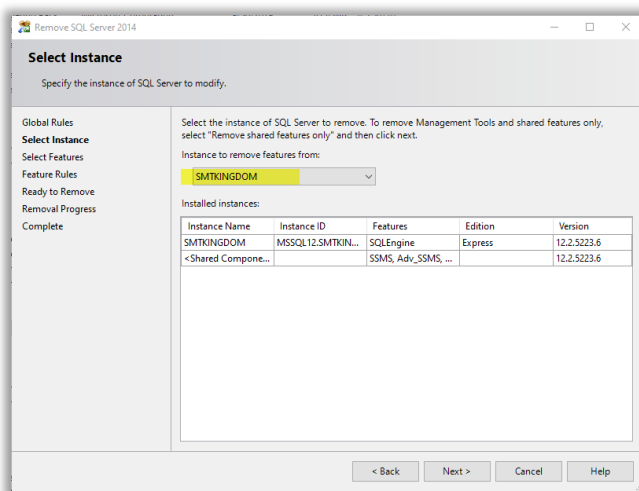 Remove SQL Server 2014
Select Instance
Specify the instance of SQL Server to modify.
Global Rules
Select Instance
Select Features
Feature Rules
Ready to Remove
Removal Progress
Complete
Select the instance of SQL Server to remove. To remove Management Tools and shared features only,
select "Remove shared features only" and then click next.
Instance to remove features from:
SMTKINGDOM
Installed instances:
Instance Name Instance ID Features Edition Version
SMTKINGDOM MSSQL12.SMTKIN... SQLEngine Express 12.2.5223.6
<Shared Compone... SSMS, Adv_SSMS, ... 12.2.5223.6
< Back Next > Cancel Help